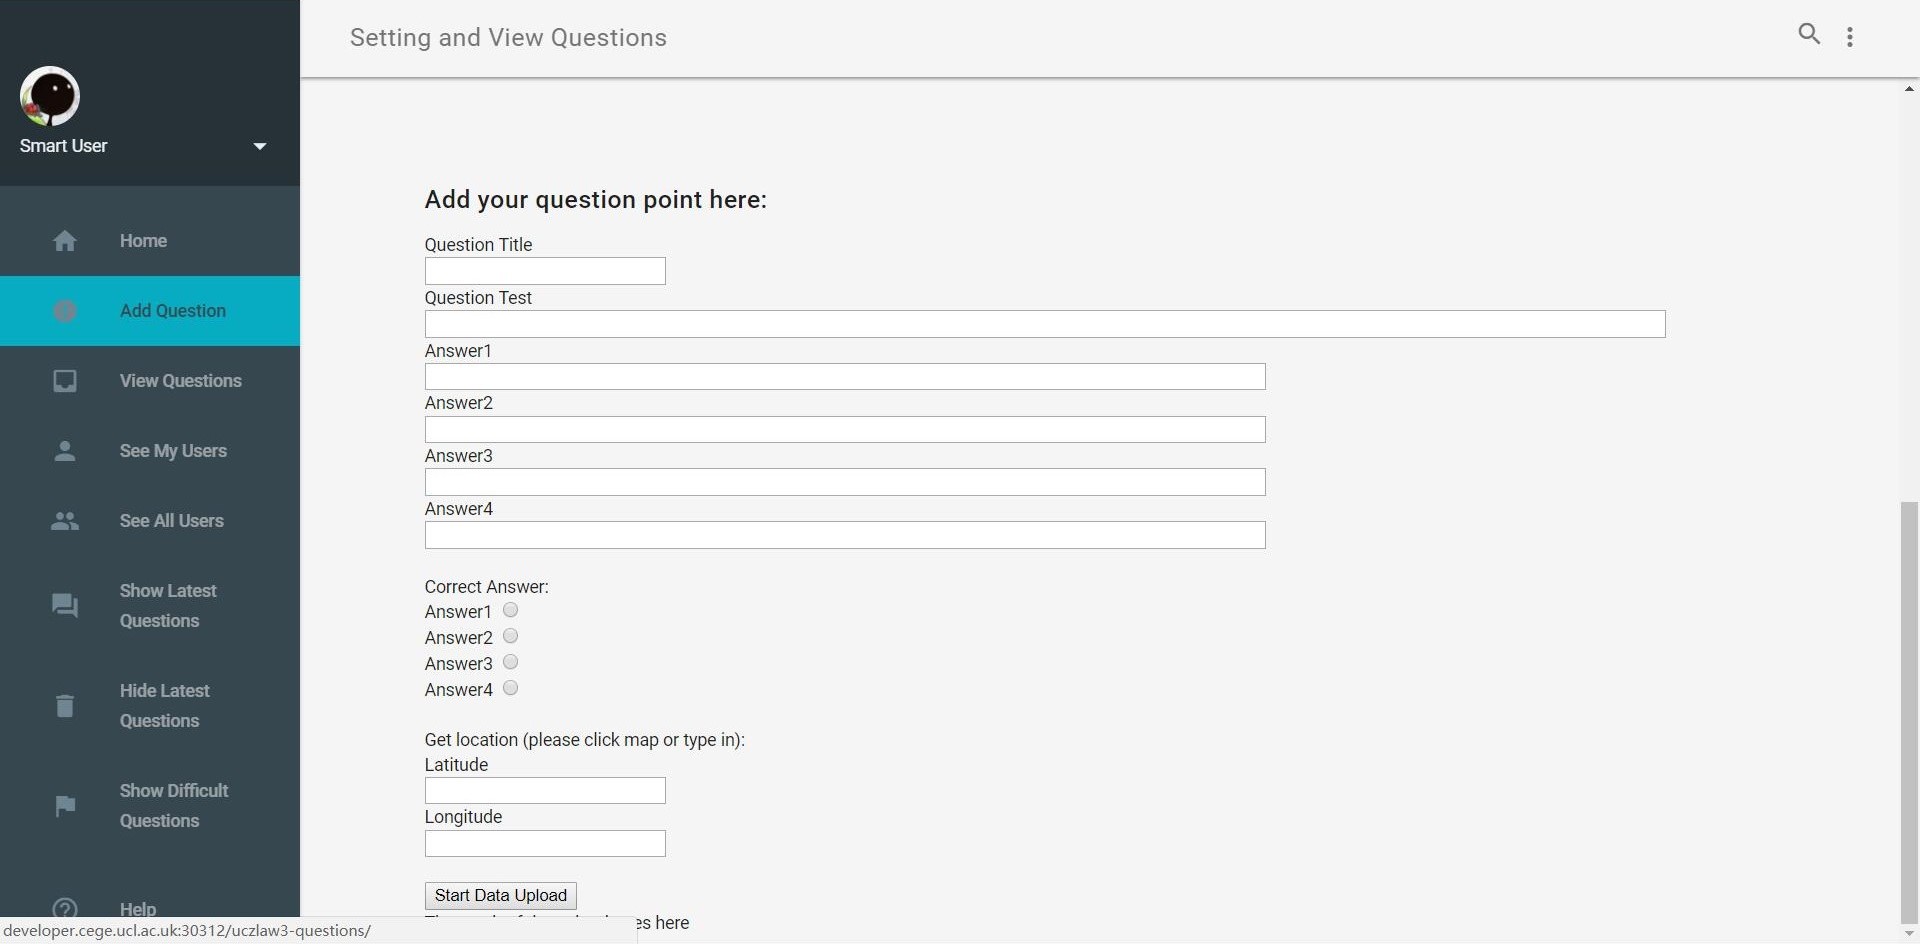 Setting and View Questions
Smart User
Home
Add Question
View Questions
See My Users
See All Users
Show Latest
Questions
Hide Latest
Questions
Show Difficult
Questions
Help
Add your question point here:
Question Title
Question Test
Answer1
Answer2
Answer3
Answer4
Correct Answer:
Answer1
Answer2
Answer3
Answer4
Get location (please click map or type in):
Latitude
Longitude
Start Data Upload
here
developer.cege.ucl.ac.uk:30312/uczlaw3-questions/